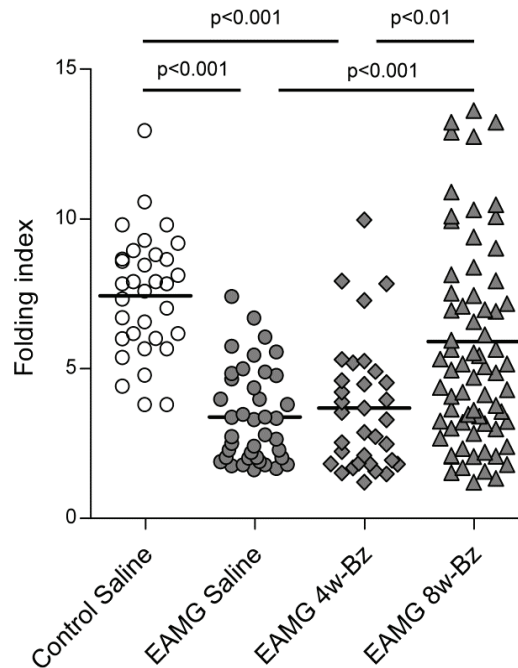 p<0.001
p<0.01
p<0.001
p<0.001
15
10
5
0
Folding index
Control Saline
EAMG Saline
EAMG 4w-Bz
EAMG 8w-Bz